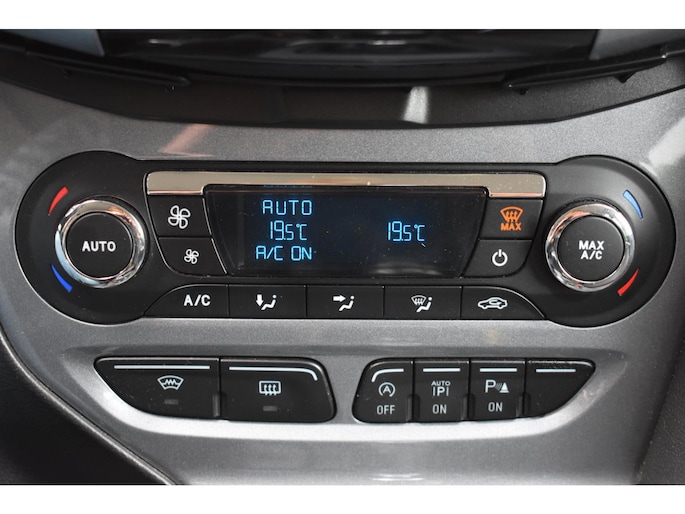 AUTO
19.5°C 19.5°C
A/C ON
AUTO
MAX
MAX
A/C
A/C
OFF
AUTO
|P|
ON
P
ON